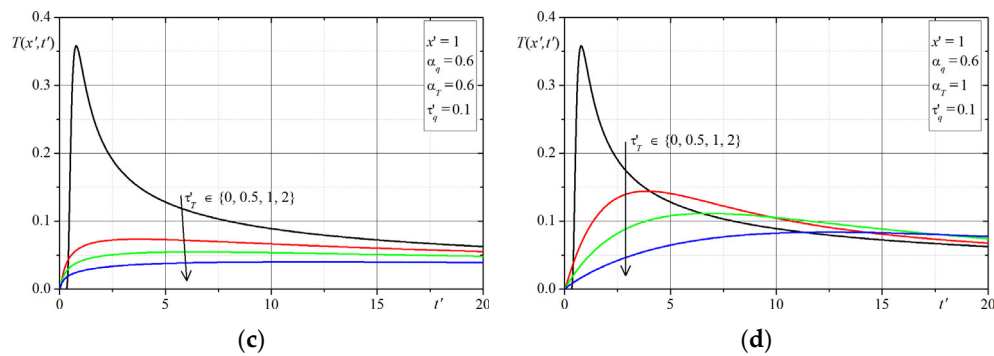 0.4
T(x',t')
0.3
0.2
0.1
0.0
0
5
10
15
t'
20
x' = 1
α_q = 0.6
α_T = 0.6
τ'_q = 0.1
τ'_T ∈ {0, 0.5, 1, 2}
(c)
0.4
T(x',t')
0.3
0.2
0.1
0.0
0
5
10
15
t'
20
x' = 1
α_q = 0.6
α_T = 1
τ'_q = 0.1
τ'_T ∈ {0, 0.5, 1, 2}
(d)